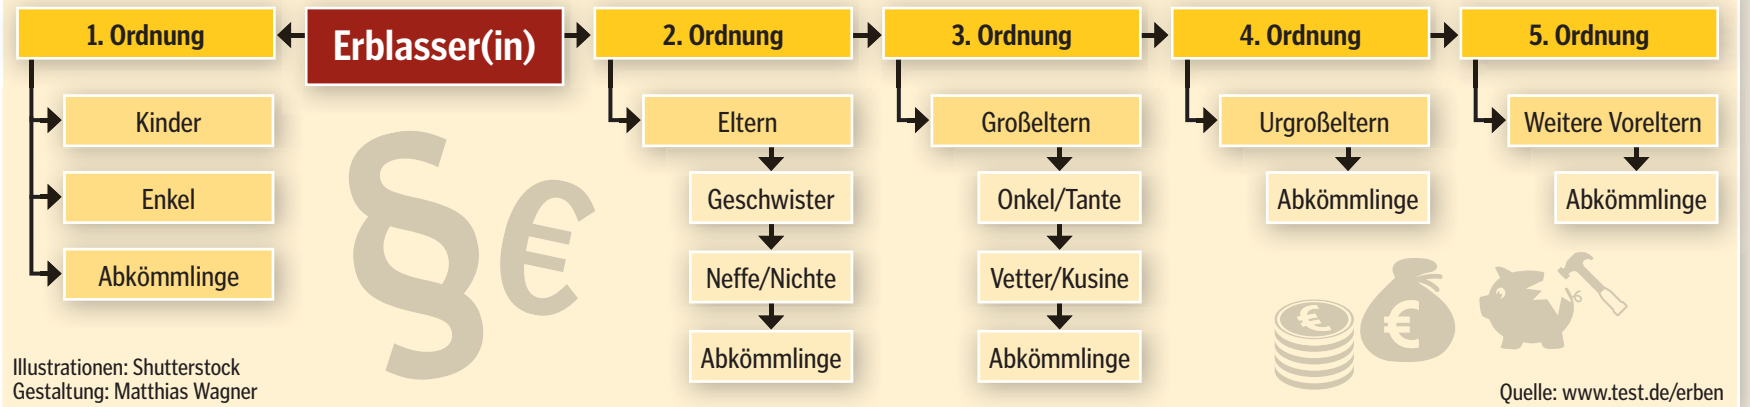 1. Ordnung
Erblasser(in)
2. Ordnung
3. Ordnung
4. Ordnung
5. Ordnung
Kinder
Eltern
Großeltern
Urgroßeltern
Weitere Voreltern
Enkel
Geschwister
Onkel/Tante
Abkömmlinge
Abkömmlinge
Abkömmlinge
Neffe/Nichte
Vetter/Kusine
§
€
€
€
Abkömmlinge
Abkömmlinge
Illustrationen: Shutterstock
Gestaltung: Matthias Wagner
Quelle: www.test.de/erben